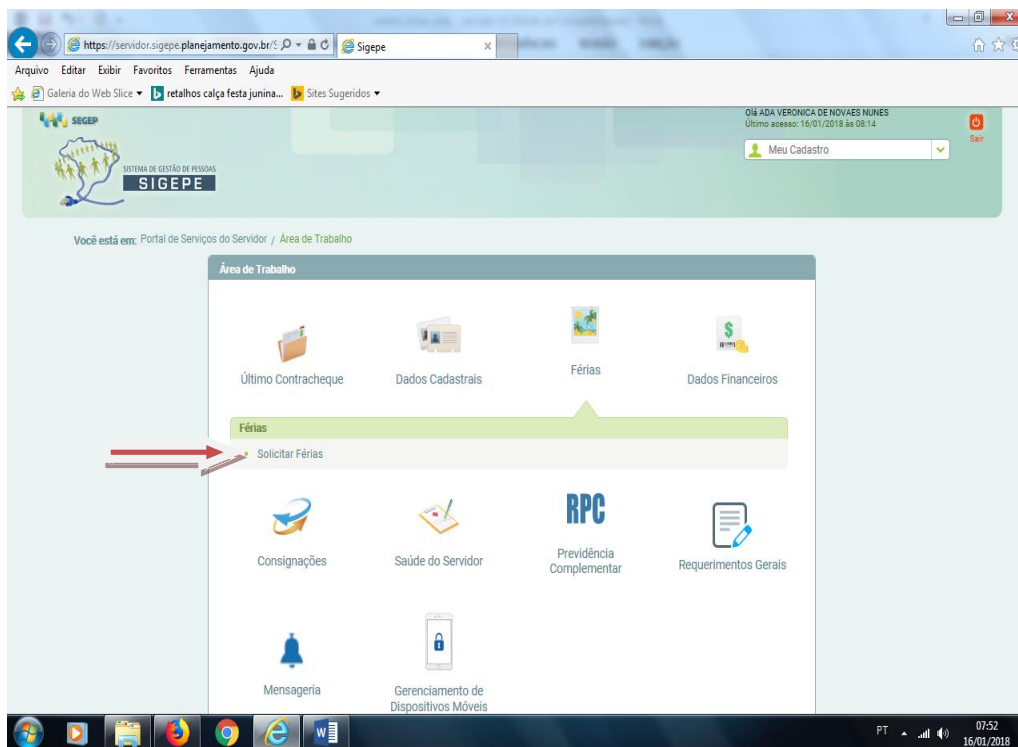 https://servidor.sigepe.planejamento.gov.br/S
Sigepe
Arquivo Editar Exibir Favoritos Ferramentas Ajuda
Galeria do Web Slice retalhos calça festa junina... Sites Sugeridos
SEGEP
SISTEMA DE GESTÃO DE PESSOAS
SIGEPE
Olá ADA VERONICA DE NOVAES NUNES
Último acesso: 16/01/2018 às 08:14
Meu Cadastro
Sair
Você está em: Portal de Serviços do Servidor / Área de Trabalho
Área de Trabalho
Último Contracheque
Dados Cadastrais
Férias
Dados Financeiros
Férias
Solicitar Férias
RPC
Consignações
Saúde do Servidor
Previdência
Complementar
Requerimentos Gerais
Mensageria
Gerenciamento de
Dispositivos Móveis
PT
07:52
16/01/2018